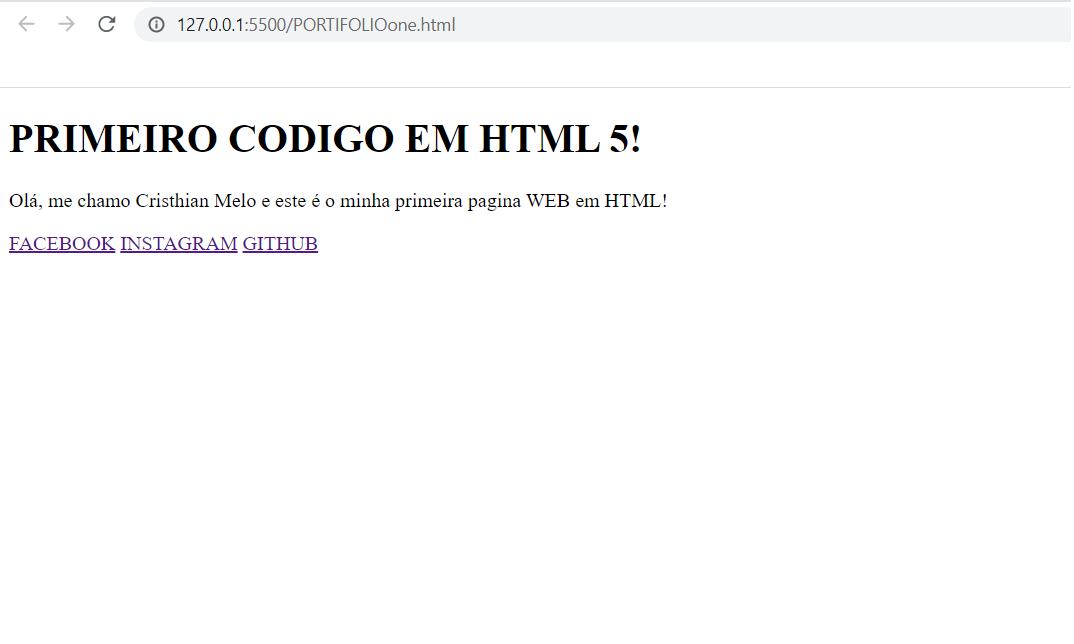 127.0.0.1:5500/PORTIFOLIOone.html
PRIMEIRO CODIGO EM HTML 5!
Olá, me chamo Cristhian Melo e este é o minha primeira pagina WEB em HTML!
FACEBOOK INSTAGRAM GITHUB